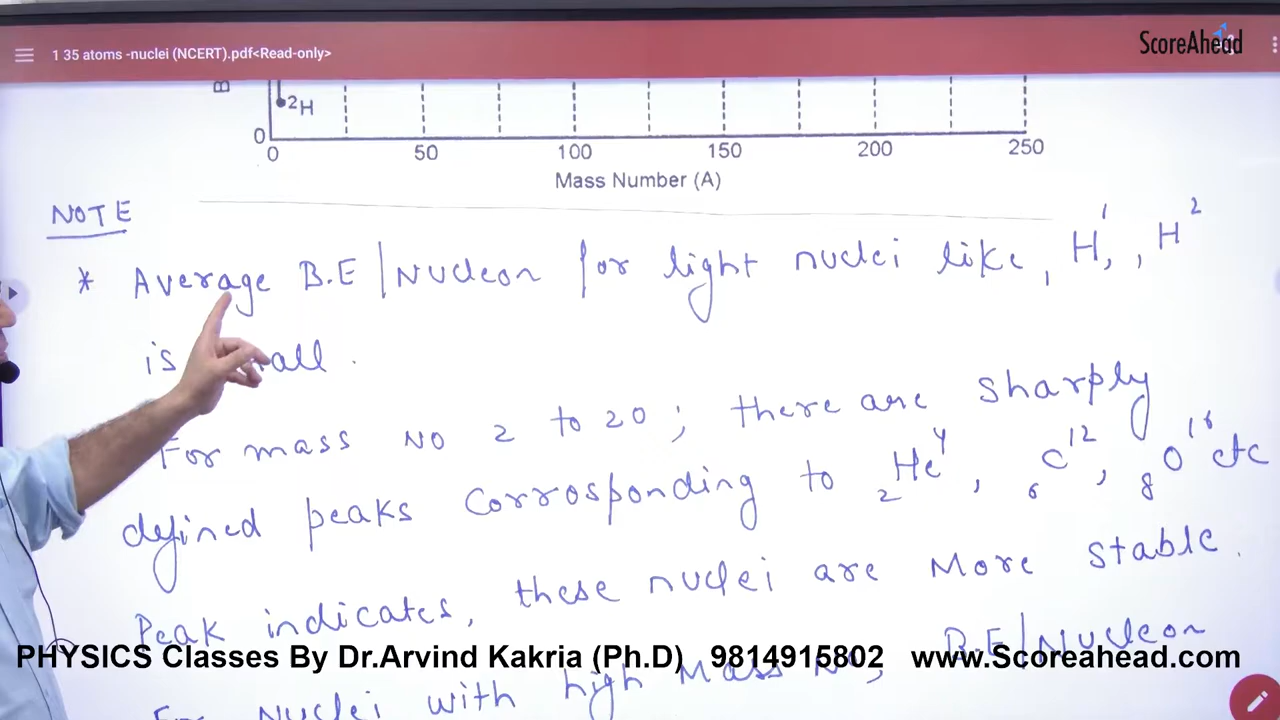 1 35 atoms -nuclei (NCERT).pdf<Read-only>
ScoreAhead
B
²H
0
0 50 100 150 200 250
Mass Number (A)
NOTE
* Average B.E/Nucleon for light nuclei like, H¹, , H²
is
For mass No 2 to 20 ; there are sharply
defined peaks corrosponding to ₂He⁴, ₆C¹², ₈O¹⁶ etc
Peak indicates, these nuclei are More stable.
For Nuclei with high Mass No, B.E/Nucleon
PHYSICS Classes By Dr.Arvind Kakria (Ph.D) 9814915802 www.Scoreahead.com